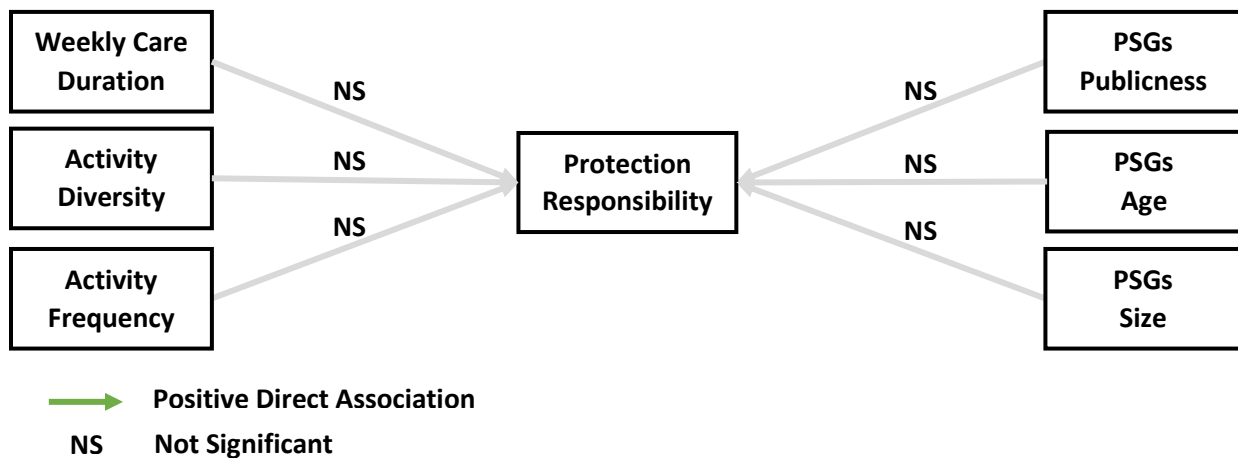 Weekly Care
Duration
NS
PSGs
Publicness
NS
Activity
Diversity
NS
Protection
Responsibility
NS
PSGs
Age
Activity
Frequency
NS
NS
PSGs
Size
Positive Direct Association
NS Not Significant